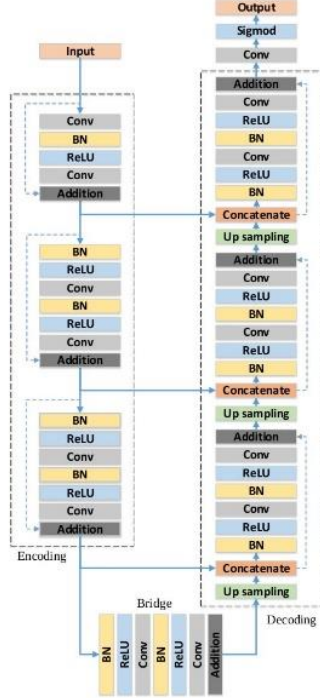 Input
Conv
BN
ReLU
Conv
Addition
BN
ReLU
Conv
BN
ReLU
Conv
Addition
BN
ReLU
Conv
BN
ReLU
Conv
Addition
Encoding
Bridge
BN
ReLU
Conv
BN
ReLU
Conv
Addition
Output
Sigmod
Conv
Addition
Conv
ReLU
BN
Conv
ReLU
BN
Concatenate
Up sampling
Addition
Conv
ReLU
BN
Conv
ReLU
BN
Concatenate
Up sampling
Addition
Conv
ReLU
BN
Conv
ReLU
BN
Concatenate
Up sampling
Decoding